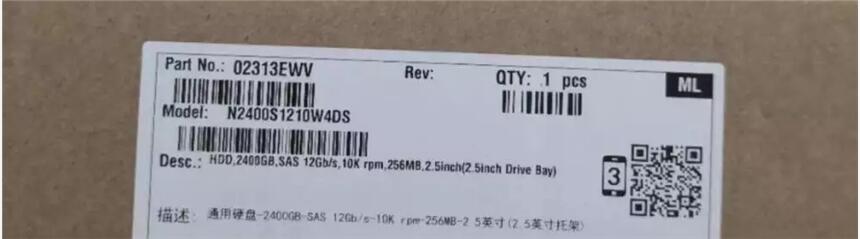 Part No.: 02313EWV
Rev:
QTY: 1 pcs
ML
Model: N2400S1210W4DS
Desc.: HDD,2400GB,SAS 12Gb/s,10K rpm,256MB,2.5inch(2.5inch Drive Bay)
3
描述: 通用硬盘-2400GB-SAS 12Gb/s-10K rpm-256MB-2 5英寸(2.5英寸托架)